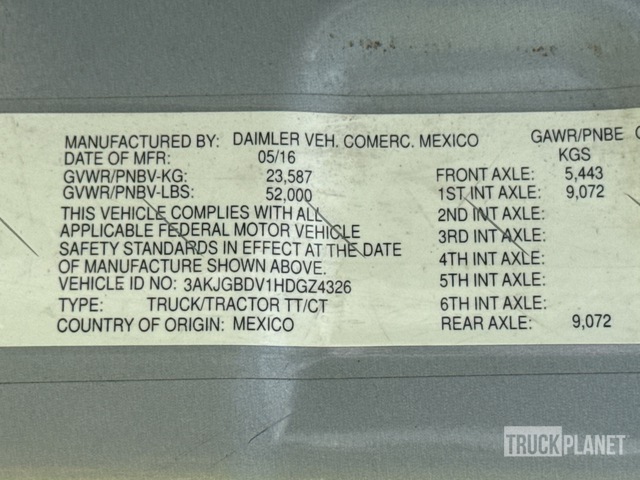 MANUFACTURED BY: DAIMLER VEH. COMERC. MEXICO GAWR/PNBE
DATE OF MFR: 05/16 KGS
GVWR/PNBV-KG: 23,587 FRONT AXLE: 5,443
GVWR/PNBV-LBS: 52,000 1ST INT AXLE: 9,072
THIS VEHICLE COMPLIES WITH ALL 2ND INT AXLE:
APPLICABLE FEDERAL MOTOR VEHICLE 3RD INT AXLE:
SAFETY STANDARDS IN EFFECT AT THE DATE 4TH INT AXLE:
OF MANUFACTURE SHOWN ABOVE. 5TH INT AXLE:
VEHICLE ID NO: 3AKJGBDV1HDGZ4326 6TH INT AXLE:
TYPE: TRUCK/TRACTOR TT/CT REAR AXLE: 9,072
COUNTRY OF ORIGIN: MEXICO
TRUCKPLANET